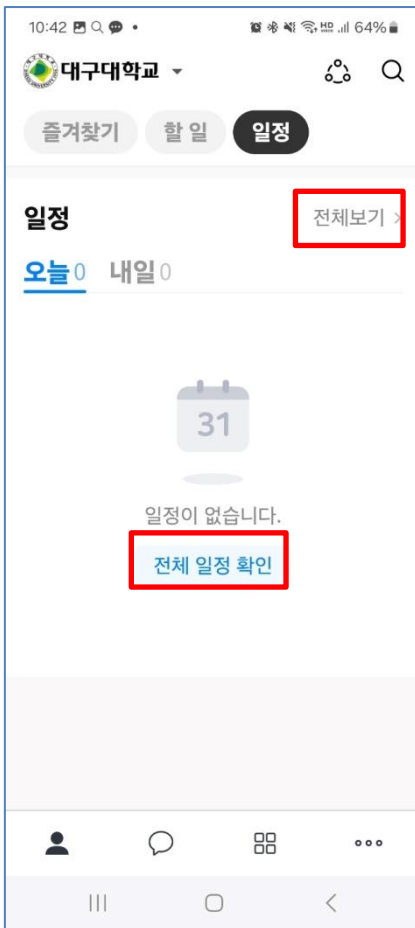 10:42 64%
대구대학교
즐겨찾기 할 일 일정
일정 전체보기 >
오늘 0 내일 0
31
일정이 없습니다.
전체 일정 확인